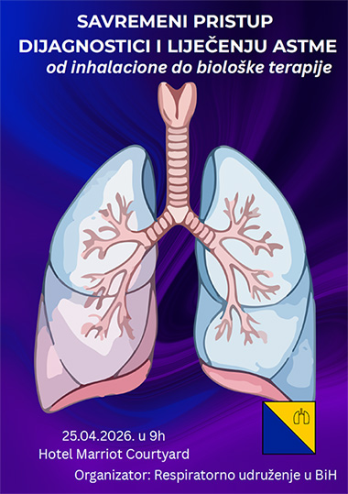 SAVREMENI PRISTUP
DIJAGNOSTICI I LIJEČENJU ASTME
od inhalacione do biološke terapije
25.04.2026. u 9h
Hotel Marriot Courtyard
Organizator: Respiratorno udruženje u BiH